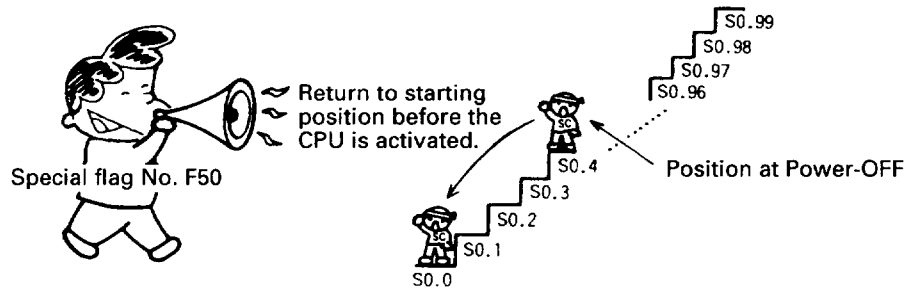 Special flag No. F50
Return to starting
position before the
CPU is activated.
S0.99
S0.98
S0.97
S0.96
SC
S0.4
Position at Power-OFF
S0.3
S0.2
SC
S0.1
S0.0